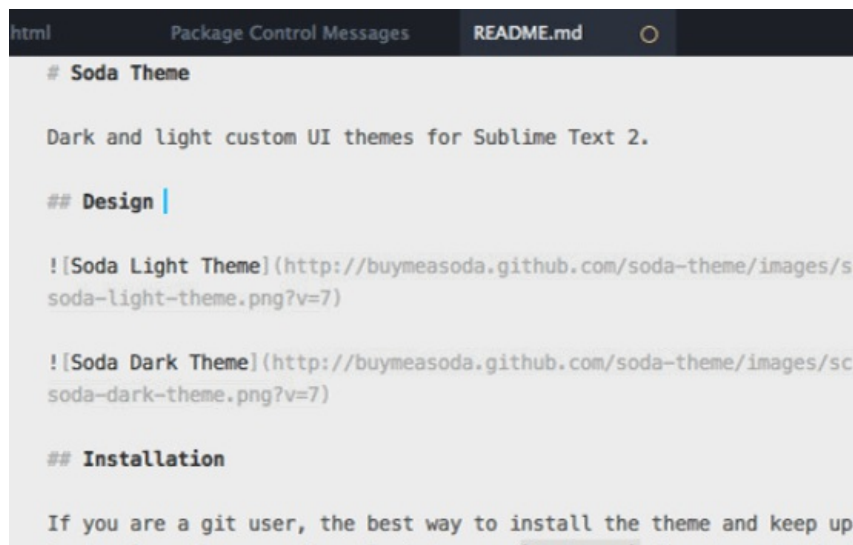 html Package Control Messages README.md
# Soda Theme
Dark and light custom UI themes for Sublime Text 2.
## Design
![Soda Light Theme](http://buymeasoda.github.com/soda-theme/images/s
soda-light-theme.png?v=7)
![Soda Dark Theme](http://buymeasoda.github.com/soda-theme/images/sc
soda-dark-theme.png?v=7)
## Installation
If you are a git user, the best way to install the theme and keep up